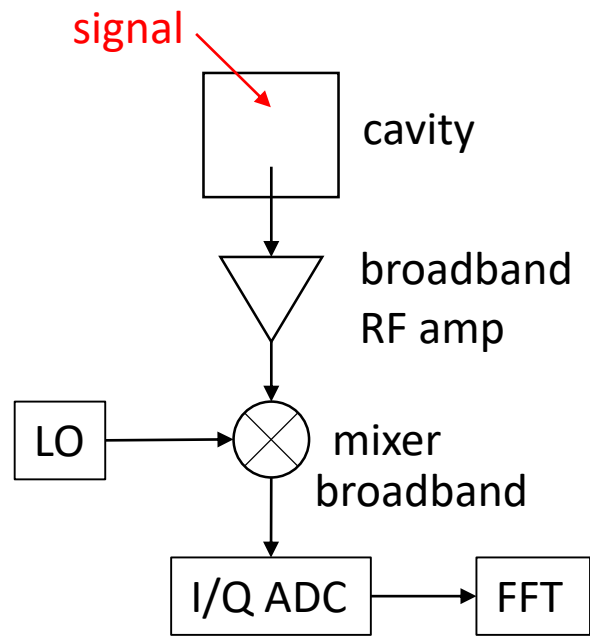 signal
cavity
broadband
RF amp
LO
mixer
broadband
I/Q ADC
FFT